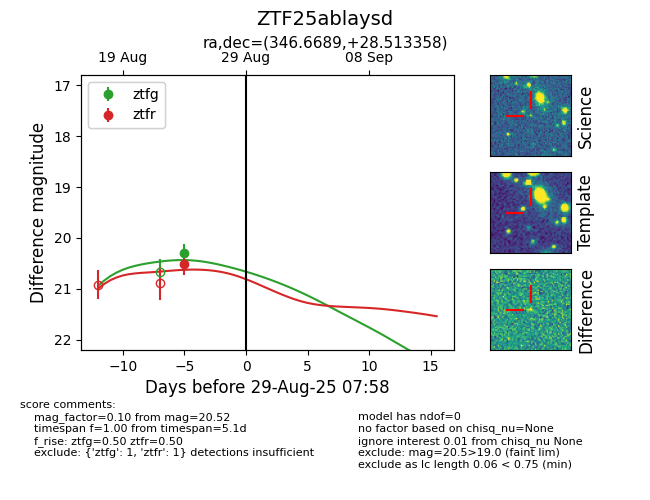 ZTF25ablaysd
ra,dec=(346.6689,+28.513358)
19 Aug
29 Aug
08 Sep
17
18
19
20
21
22
Difference magnitude
ztfg
ztfr
−10
−5
0
5
10
15
Days before 29-Aug-25 07:58
Science
Template
Difference
score comments:
mag_factor=0.10 from mag=20.52
timespan f=1.00 from timespan=5.1d
f_rise: ztfg=0.50 ztfr=0.50
exclude: {'ztfg': 1, 'ztfr': 1} detections insufficient
model has ndof=0
no factor based on chisq_nu=None
ignore interest 0.01 from chisq_nu None
exclude: mag=20.5>19.0 (faint lim)
exclude as lc length 0.06 < 0.75 (min)